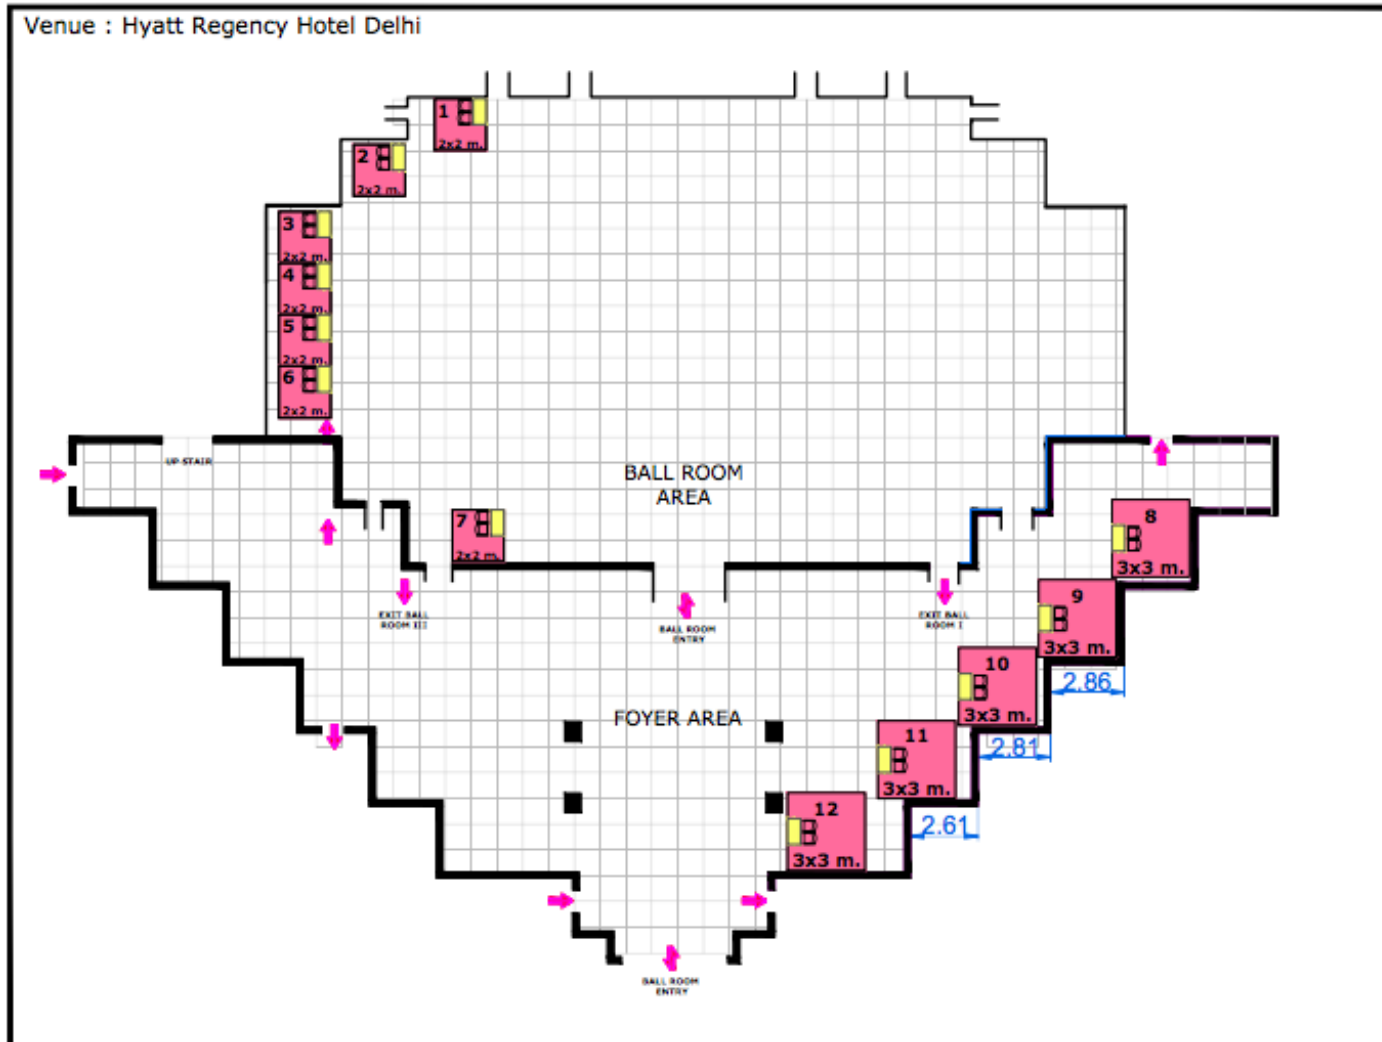 Venue : Hyatt Regency Hotel Delhi
1
2x2 m.
2
2x2 m.
3
2x2 m.
4
2x2 m.
5
2x2 m.
6
2x2 m.
UP STAIR
BALL ROOM
AREA
7
2x2 m.
8
3x3 m.
EXIT BALL
ROOM III
BALL ROOM
ENTRY
EXIT BALL
ROOM I
9
3x3 m.
10
3x3 m.
2.86
FOYER AREA
11
3x3 m.
2.81
12
3x3 m.
2.61
BALL ROOM
ENTRY